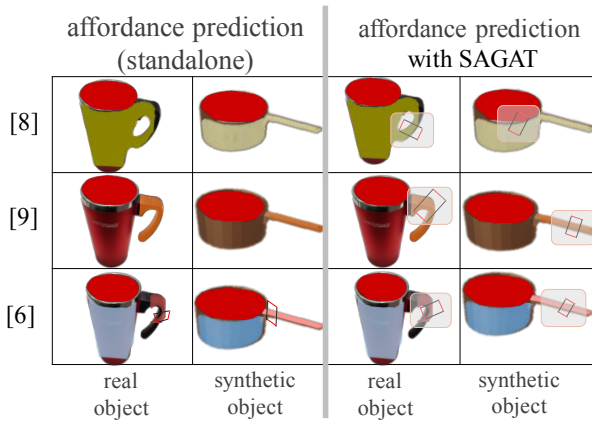 affordance prediction
(standalone)
affordance prediction
with SAGAT
[8]
[9]
[6]
real
object
synthetic
object
real
object
synthetic
object